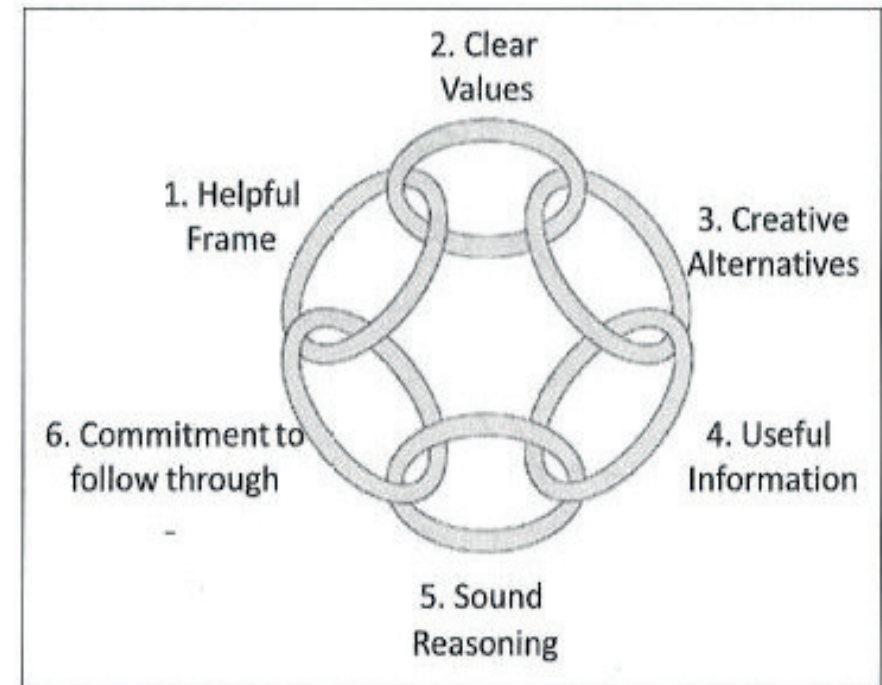 1. Helpful
Frame
2. Clear
Values
3. Creative
Alternatives
4. Useful
Information
5. Sound
Reasoning
6. Commitment to
follow through
-